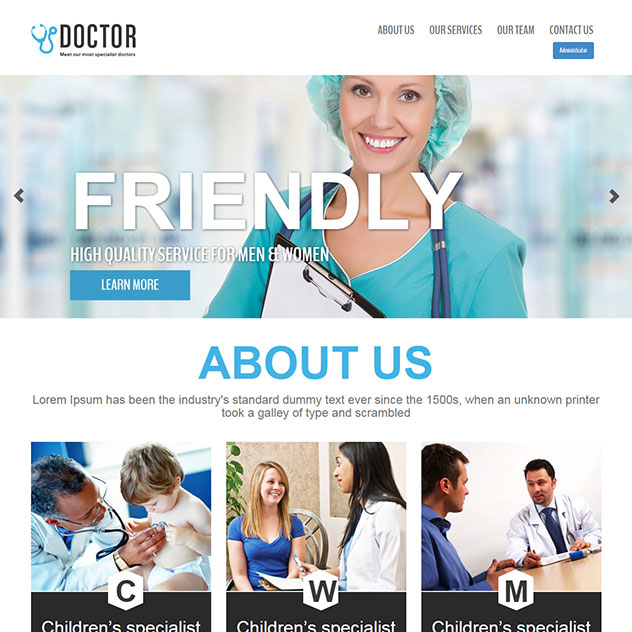 DOCTOR
Meet our most specialist doctors
ABOUT US
OUR SERVICES
OUR TEAM
CONTACT US
Administrator
FRIENDLY
HIGH QUALITY SERVICE FOR MEN & WOMEN
LEARN MORE
ABOUT US
Lorem Ipsum has been the industry's standard dummy text ever since the 1500s, when an unknown printer
took a galley of type and scrambled
C
W
M
Children's specialist
Children's specialist
Children's specialist